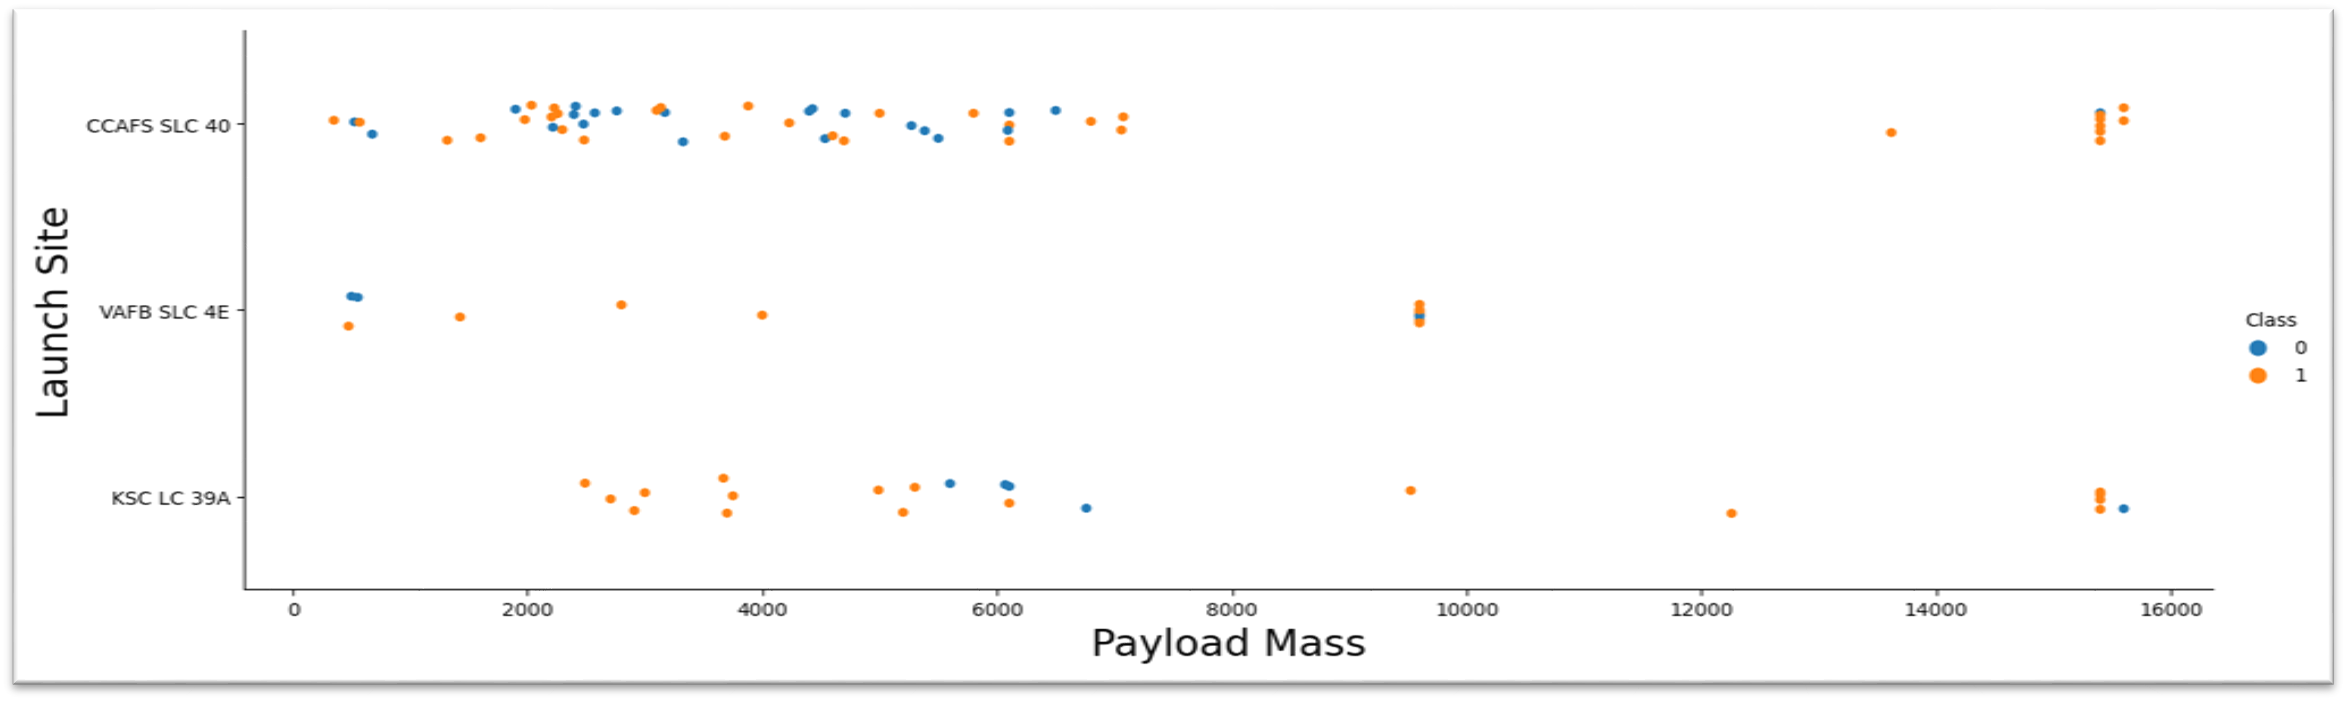 Launch Site
CCAFS SLC 40
VAFB SLC 4E
KSC LC 39A
0 2000 4000 6000 8000 10000 12000 14000 16000
Payload Mass
Class
0
1